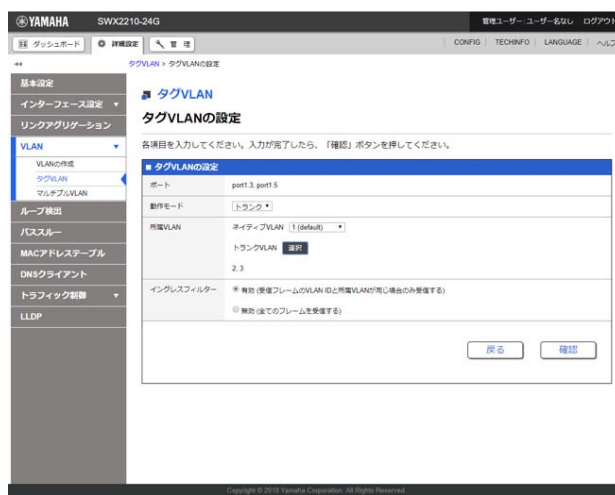 YAMAHA SWX2210-24G 管理ユーザー:ユーザー名なし ログアウト
ダッシュボード 詳細設定 管理 CONFIG TECHINFO LANGUAGE ヘルプ
タグVLAN > タグVLANの設定
基本設定
インターフェース設定
リンクアグリゲーション
VLAN
VLANの作成
タグVLAN
マルチプルVLAN
ループ検出
パススルー
MACアドレステーブル
DNSクライアント
トラフィック制御
LLDP
タグVLAN
タグVLANの設定
各項目を入力してください。入力が完了したら、「確認」ボタンを押してください。
■ タグVLANの設定
ポート port1.3, port1.5
動作モード トランク
所属VLAN ネイティブVLAN 1 (default)
トランクVLAN 選択
2, 3
イングレスフィルター 有効 (受信フレームのVLAN IDと所属VLANが同じ場合のみ受信する)
無効 (全てのフレームを受信する)
戻る 確認
Copyright © 2018 Yamaha Corporation. All Rights Reserved.